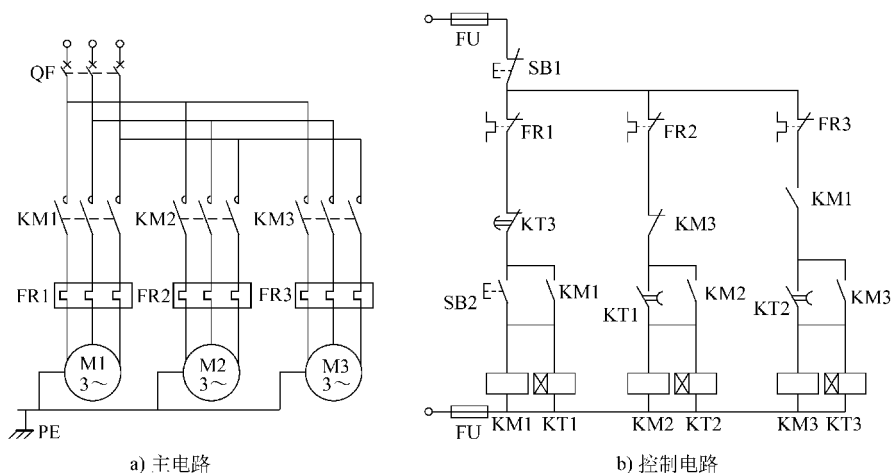 QF
KM1
KM2
KM3
FR1
FR2
FR3
M1
3～
M2
3～
M3
3～
PE
a) 主电路
FU
SB1
FR1
FR2
FR3
KT3
KM3
KM1
SB2
KM1
KT1
KM2
KT2
KM3
FU
KM1
KT1
KM2
KT2
KM3
KT3
b) 控制电路